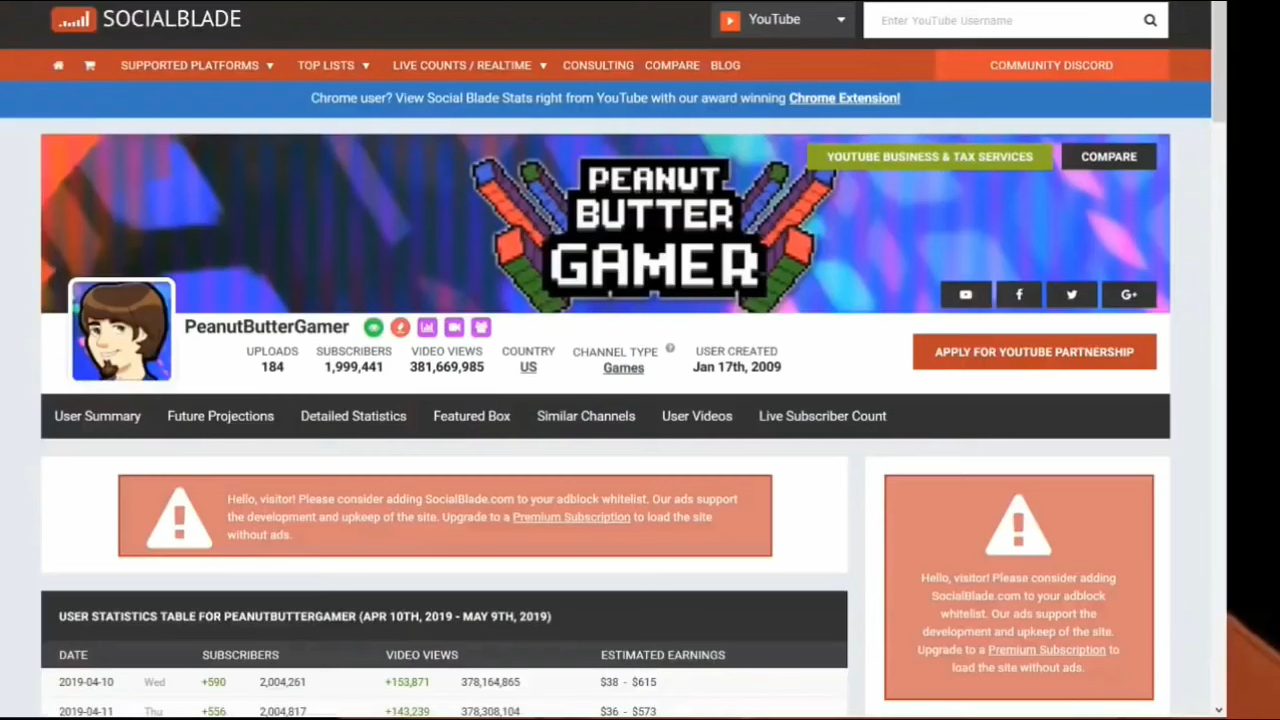 SOCIALBLADE
YouTube
Enter YouTube Username
SUPPORTED PLATFORMS
TOP LISTS
LIVE COUNTS / REALTIME
CONSULTING
COMPARE
BLOG
COMMUNITY DISCORD
Chrome user? View Social Blade Stats right from YouTube with our award winning Chrome Extension!
YOUTUBE BUSINESS & TAX SERVICES
COMPARE
PEANUT
BUTTER
GAMER
G+
PeanutButterGamer
UPLOADS
184
SUBSCRIBERS
1,999,441
VIDEO VIEWS
381,669,985
COUNTRY
US
CHANNEL TYPE
Games
USER CREATED
Jan 17th, 2009
APPLY FOR YOUTUBE PARTNERSHIP
User Summary
Future Projections
Detailed Statistics
Featured Box
Similar Channels
User Videos
Live Subscriber Count
Hello, visitor! Please consider adding SocialBlade.com to your adblock whitelist. Our ads support
the development and upkeep of the site. Upgrade to a Premium Subscription to load the site
without ads.
Hello, visitor! Please consider adding
SocialBlade.com to your adblock
whitelist. Our ads support the
development and upkeep of the site.
Upgrade to a Premium Subscription to
load the site without ads.
USER STATISTICS TABLE FOR PEANUTBUTTERGAMER (APR 10TH, 2019 - MAY 9TH, 2019)
DATE SUBSCRIBERS VIDEO VIEWS ESTIMATED EARNINGS
2019-04-10 Wed +590 2,004,261 +153,871 378,164,865 $38 - $615
2019-04-11 Thu +556 2,004,817 +143,239 378,308,104 $36 - $573